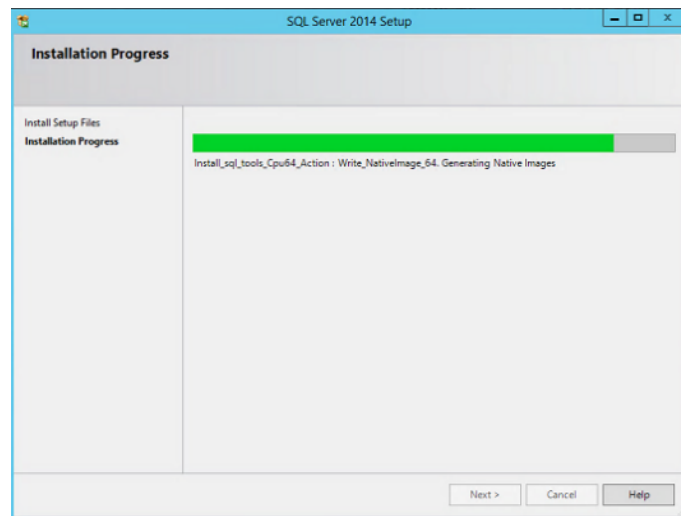 SQL Server 2014 Setup
Installation Progress
Install Setup Files
Installation Progress
Install_sql_tools_Cpu64_Action : Write_NativeImage_64. Generating Native Images
Next >
Cancel
Help